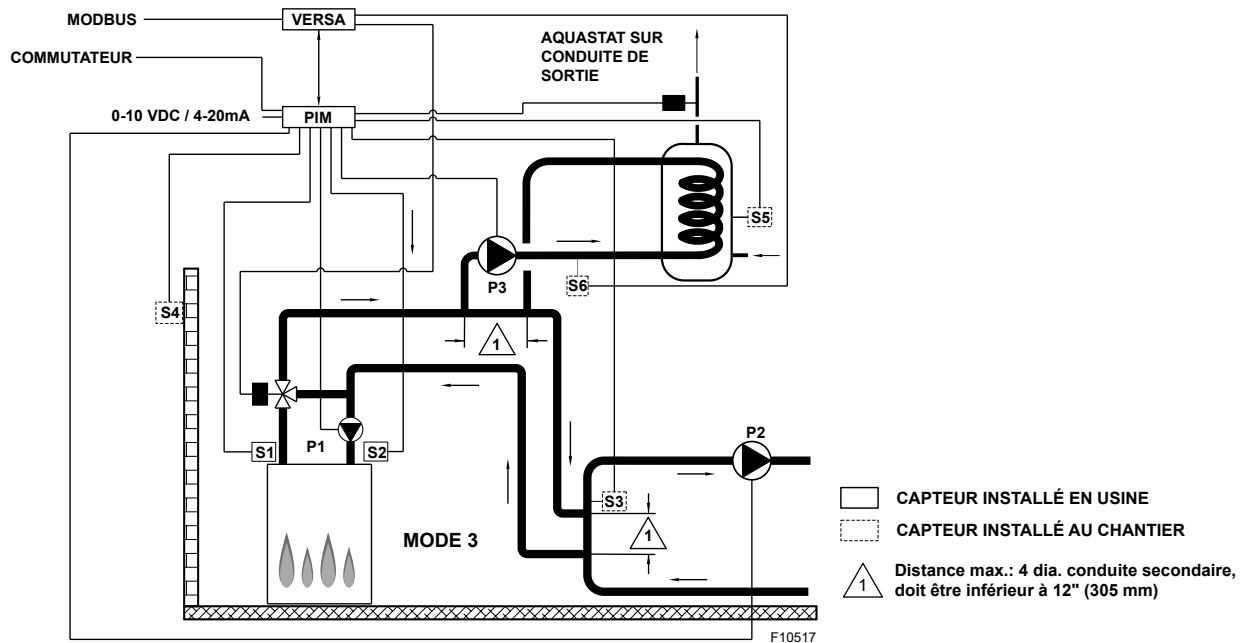 MODBUS
VERSA
COMMUTATEUR
AQUASTAT SUR
CONDUITE DE
SORTIE
0-10 VDC / 4-20mA
PIM
S5
P3
S6
S4
1
P1
S1
S2
P2
S3
1
MODE 3
CAPTEUR INSTALLÉ EN USINE
CAPTEUR INSTALLÉ AU CHANTIER
1
Distance max.: 4 dia. conduite secondaire,
doit être inférieur à 12" (305 mm)
F10517